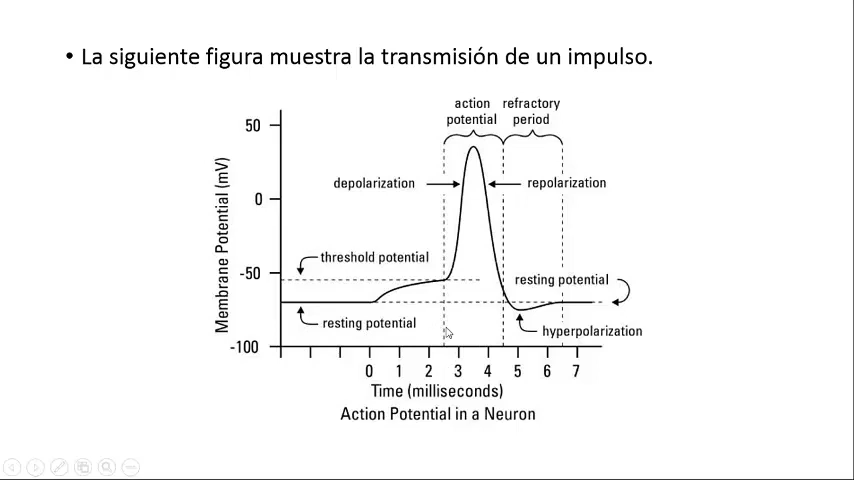 • La siguiente figura muestra la transmisión de un impulso.
action potential
refractory period
50
depolarization
repolarization
0
Membrane Potential (mV)
threshold potential
-50
resting potential
resting potential
hyperpolarization
-100
0 1 2 3 4 5 6 7
Time (milliseconds)
Action Potential in a Neuron